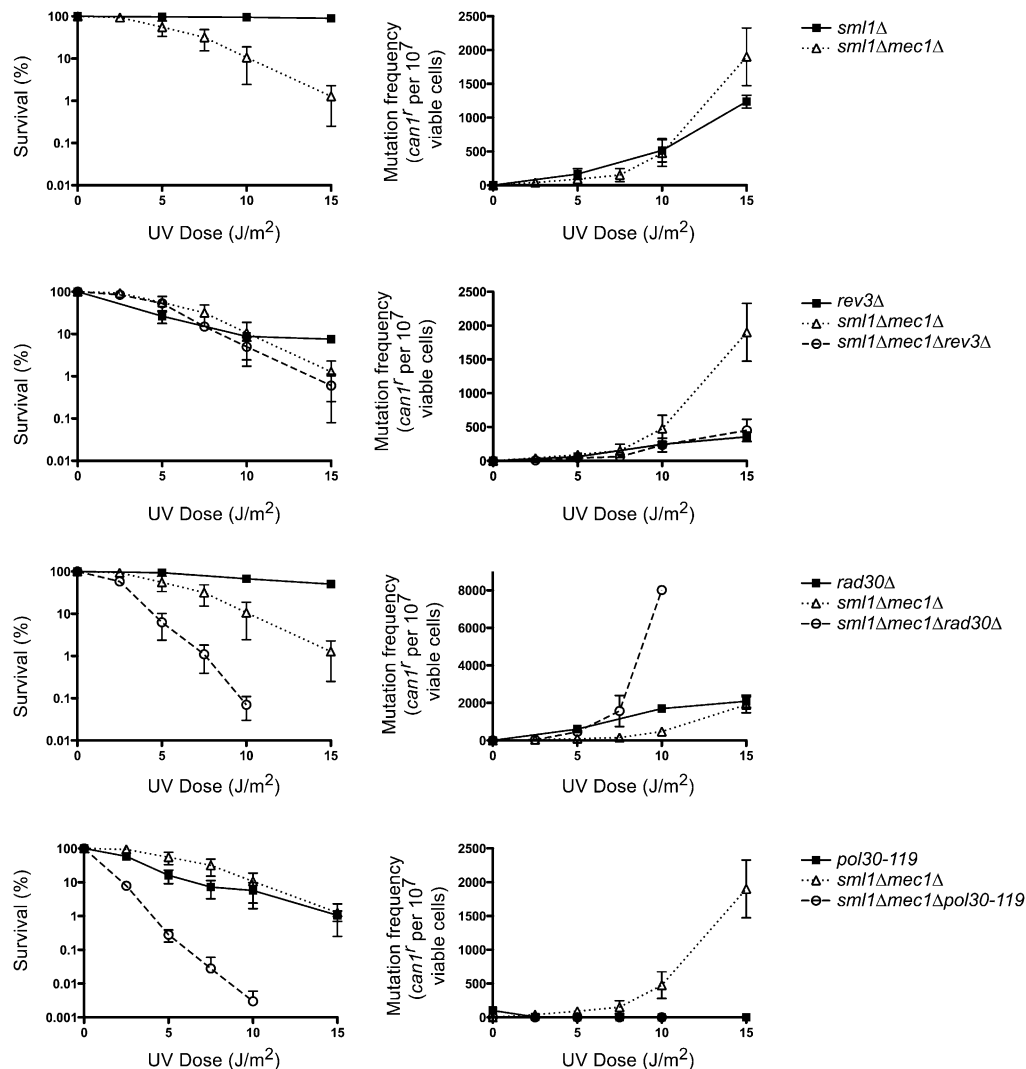 Survival (%)
100
10
1
0.1
0.01
0 5 10 15
UV Dose (J/m²)
Mutation frequency
(can1ʳ per 10⁷
viable cells)
2500
2000
1500
1000
500
0
0 5 10 15
UV Dose (J/m²)
sml1Δ
sml1Δmec1Δ
Survival (%)
100
10
1
0.1
0.01
0 5 10 15
UV Dose (J/m²)
Mutation frequency
(can1ʳ per 10⁷
viable cells)
2500
2000
1500
1000
500
0
0 5 10 15
UV Dose (J/m²)
rev3Δ
sml1Δmec1Δ
sml1Δmec1Δrev3Δ
Survival (%)
100
10
1
0.1
0.01
0 5 10 15
UV Dose (J/m²)
Mutation frequency
(can1ʳ per 10⁷
viable cells)
8000
6000
4000
2000
0
0 5 10 15
UV Dose (J/m²)
rad30Δ
sml1Δmec1Δ
sml1Δmec1Δrad30Δ
Survival (%)
100
10
1
0.1
0.01
0.001
0 5 10 15
UV Dose (J/m²)
Mutation frequency
(can1ʳ per 10⁷
viable cells)
2500
2000
1500
1000
500
0
0 5 10 15
UV Dose (J/m²)
pol30-119
sml1Δmec1Δ
sml1Δmec1Δpol30-119